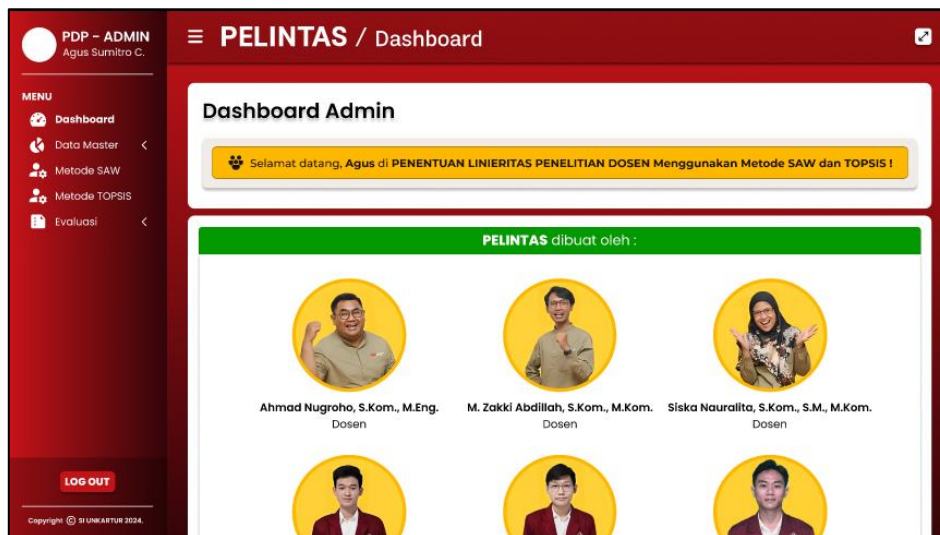 PDP - ADMIN
Agus Sumitro C.
MENU
Dashboard
Data Master
Metode SAW
Metode TOPSIS
Evaluasi
LOG OUT
Copyright © SI UNKARTUR 2024.
PELINTAS / Dashboard
Dashboard Admin
Selamat datang, Agus di PENENTUAN LINIERITAS PENELITIAN DOSEN Menggunakan Metode SAW dan TOPSIS !
PELINTAS dibuat oleh :
Ahmad Nugroho, S.Kom., M.Eng.
Dosen
M. Zakki Abdillah, S.Kom., M.Kom.
Dosen
Siska Nauralita, S.Kom., S.M., M.Kom.
Dosen